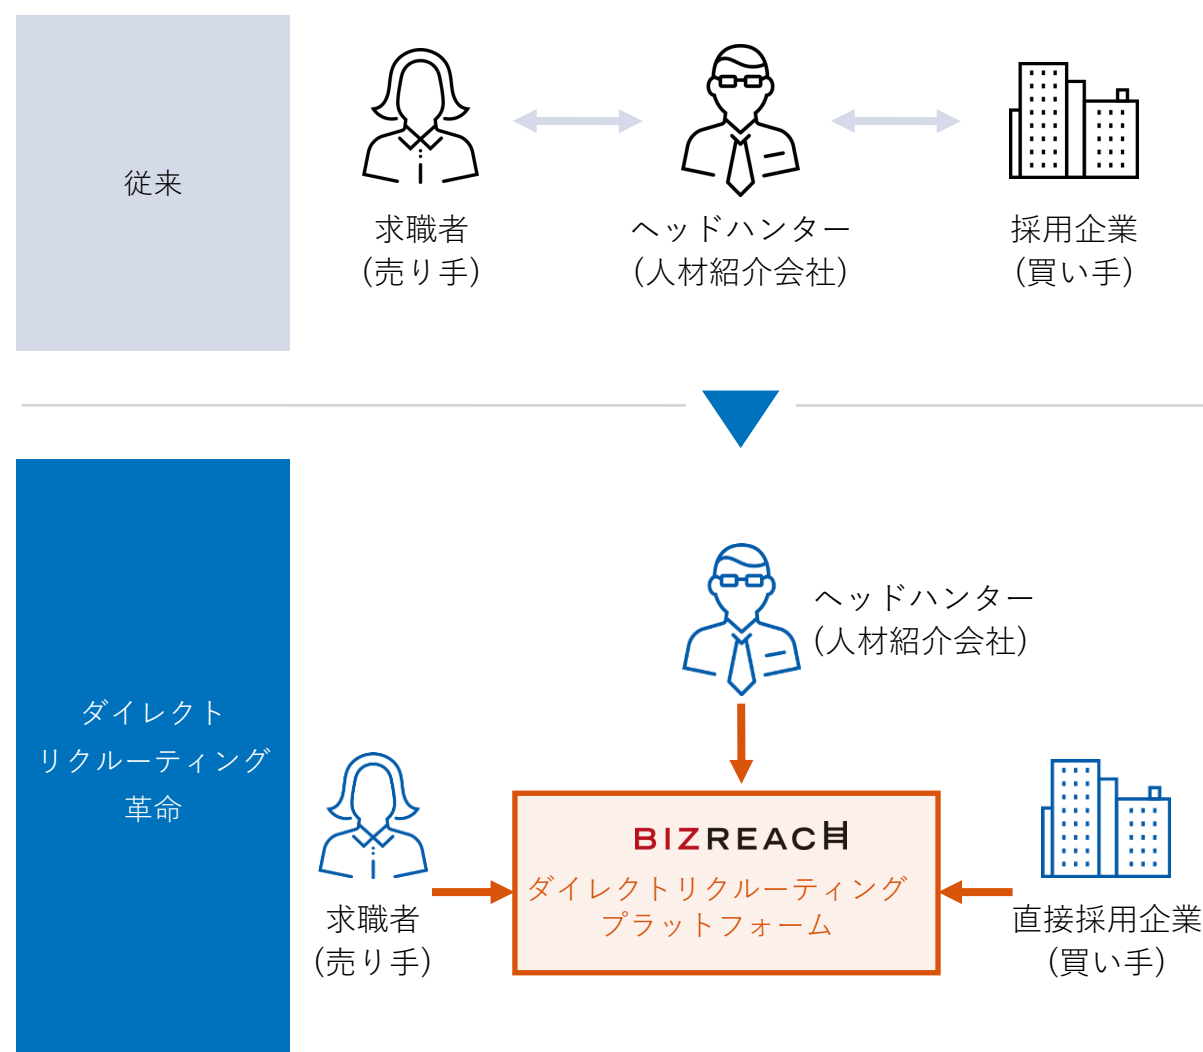 従来
求職者
(売り手)
ヘッドハンター
(人材紹介会社)
採用企業
(買い手)
ダイレクト
リクルーティング
革命
ヘッドハンター
(人材紹介会社)
求職者
(売り手)
BIZREACH
ダイレクトリクルーティング
プラットフォーム
直接採用企業
(買い手)